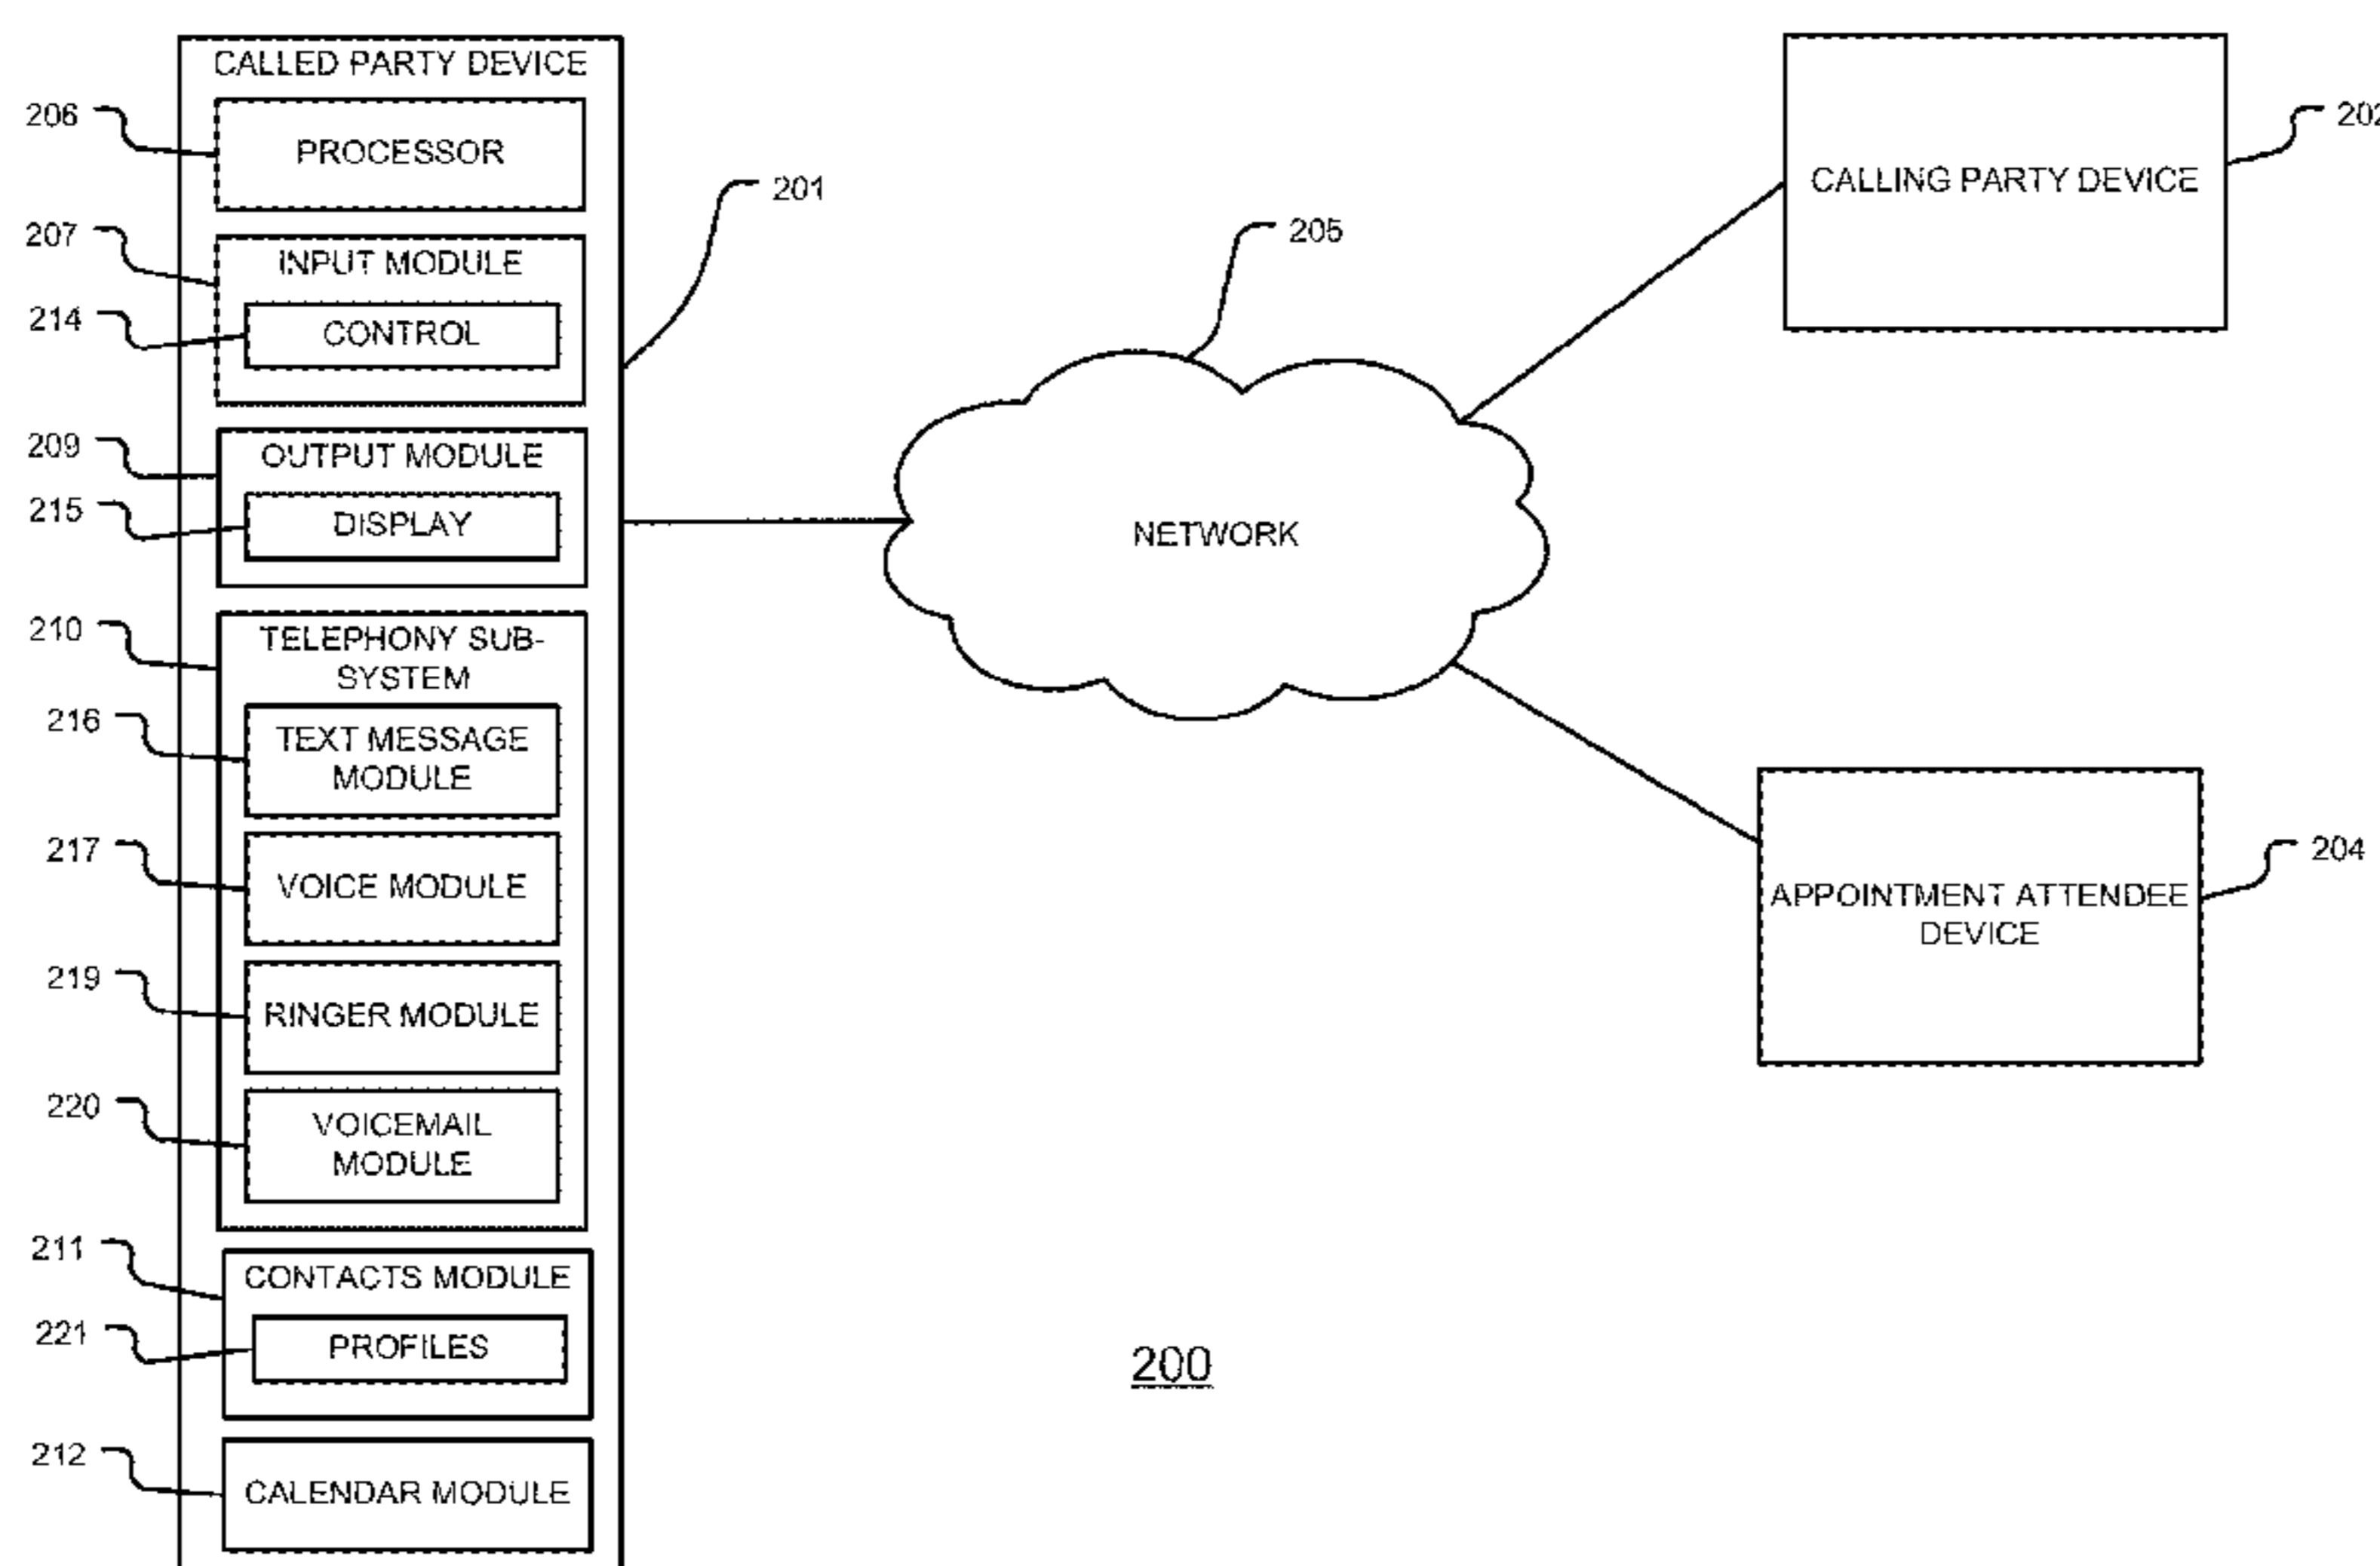 CALLED PARTY DEVICE
206
PROCESSOR
207
INPUT MODULE
214
CONTROL
209
OUTPUT MODULE
215
DISPLAY
210
TELEPHONY SUB-
SYSTEM
216
TEXT MESSAGE
MODULE
217
VOICE MODULE
219
RINGER MODULE
220
VOICEMAIL
MODULE
211
CONTACTS MODULE
221
PROFILES
212
CALENDAR MODULE
201
205
NETWORK
202
CALLING PARTY DEVICE
204
APPOINTMENT ATTENDEE
DEVICE
200